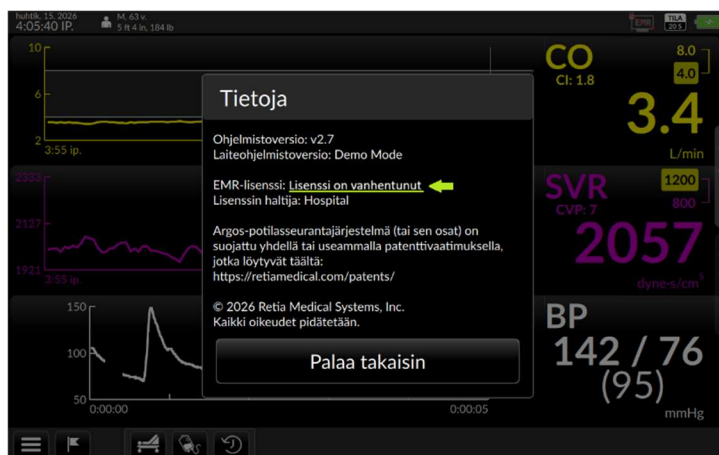 huhtik. 15. 2026
4:05:40 IP.
M, 63 v.
5 ft 4 in, 184 lb
EMR
TILA
20 S
10
6
2
3:55 ip.
CO
CI: 1.8
8.0
4.0
3.4
L/min
Tietoja
Ohjelmistoversio: v2.7
Laiteohjelmistoversio: Demo Mode
EMR-lisenssi: Lisenssi on vanhentunut
Lisenssin haltija: Hospital
Argos-potilasseurantajärjestelmä (tai sen osat) on
suojattu yhdellä tai useammalla patenttivaatimuksella,
jotka löytyvät täältä:
https://retiamedical.com/patents/
© 2026 Retia Medical Systems, Inc.
Kaikki oikeudet pidätetään.
Palaa takaisin
2333
2127
1921
3:55 ip.
SVR
CVP: 7
1200
800
2057
dyne-s/cm⁵
150
100
50
0:00:00
0:00:05
BP
142 / 76
(95)
mmHg